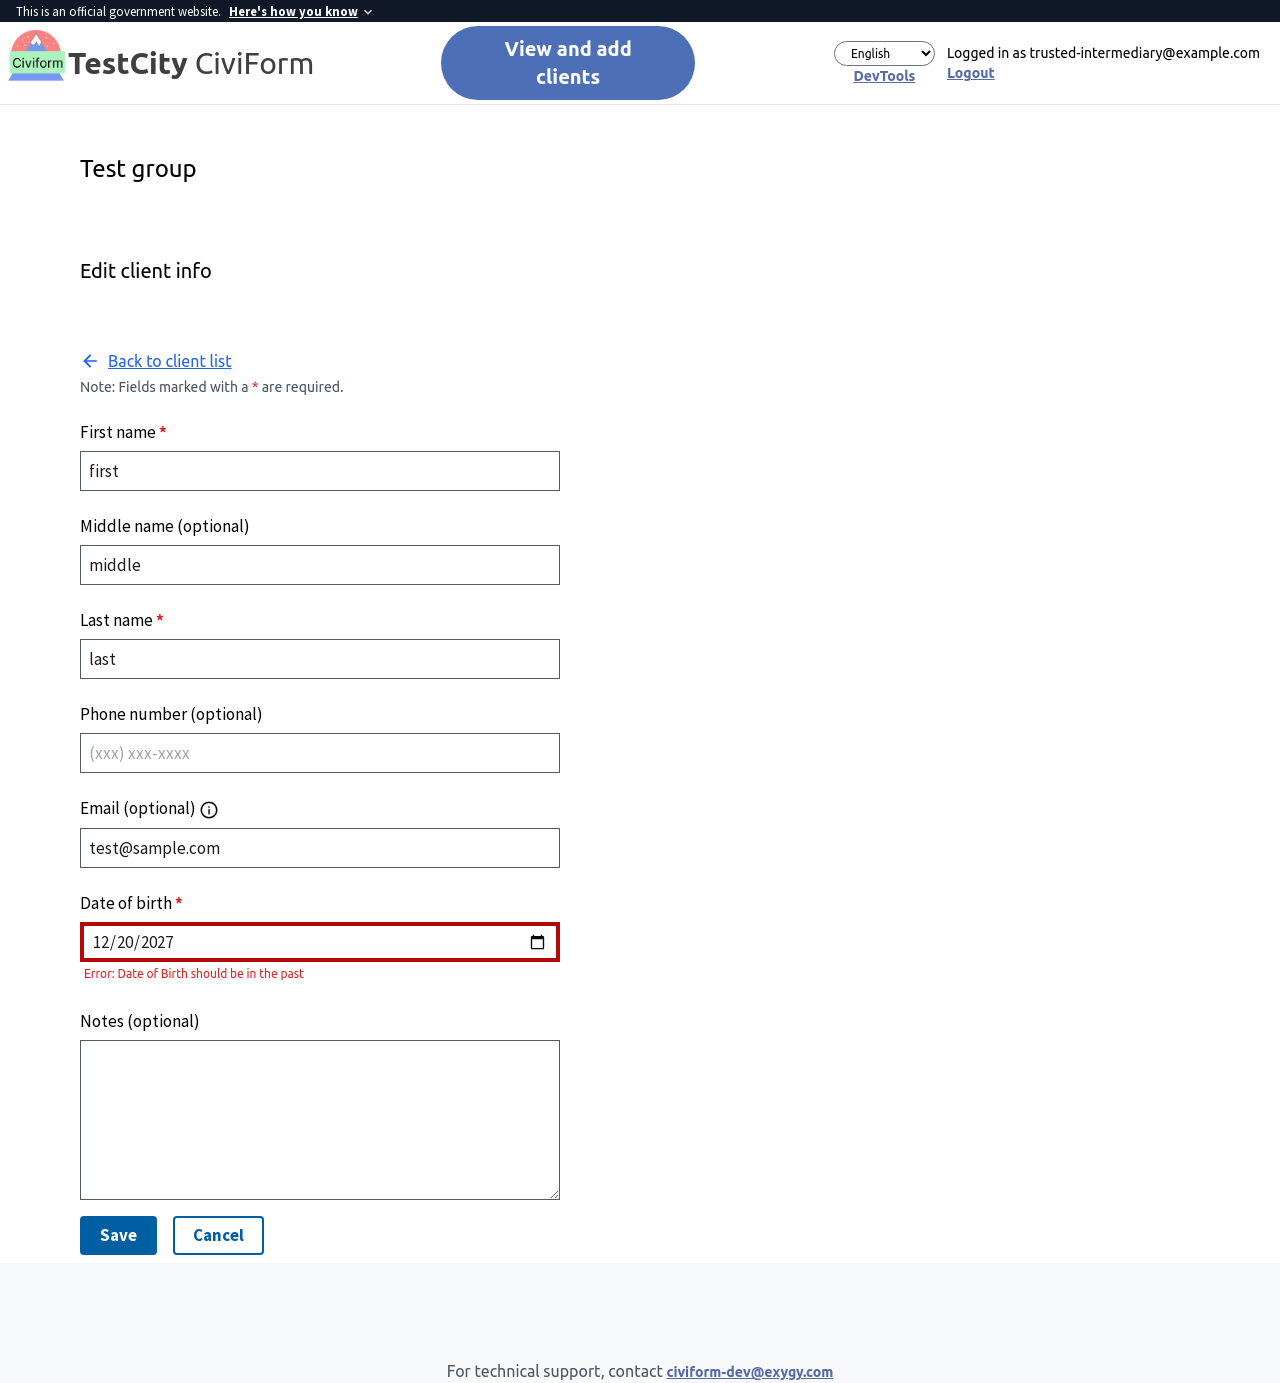 This is an official government website. Here's how you know
Civiform
TestCity CiviForm
View and add
clients
English
DevTools
Logged in as trusted-intermediary@example.com
Logout
Test group
Edit client info
Back to client list
Note: Fields marked with a * are required.
First name *
first
Middle name (optional)
middle
Last name *
last
Phone number (optional)
(xxx) xxx-xxxx
Email (optional)
test@sample.com
Date of birth *
12/20/2027
Error: Date of Birth should be in the past
Notes (optional)
Save
Cancel
For technical support, contact civiform-dev@exygy.com